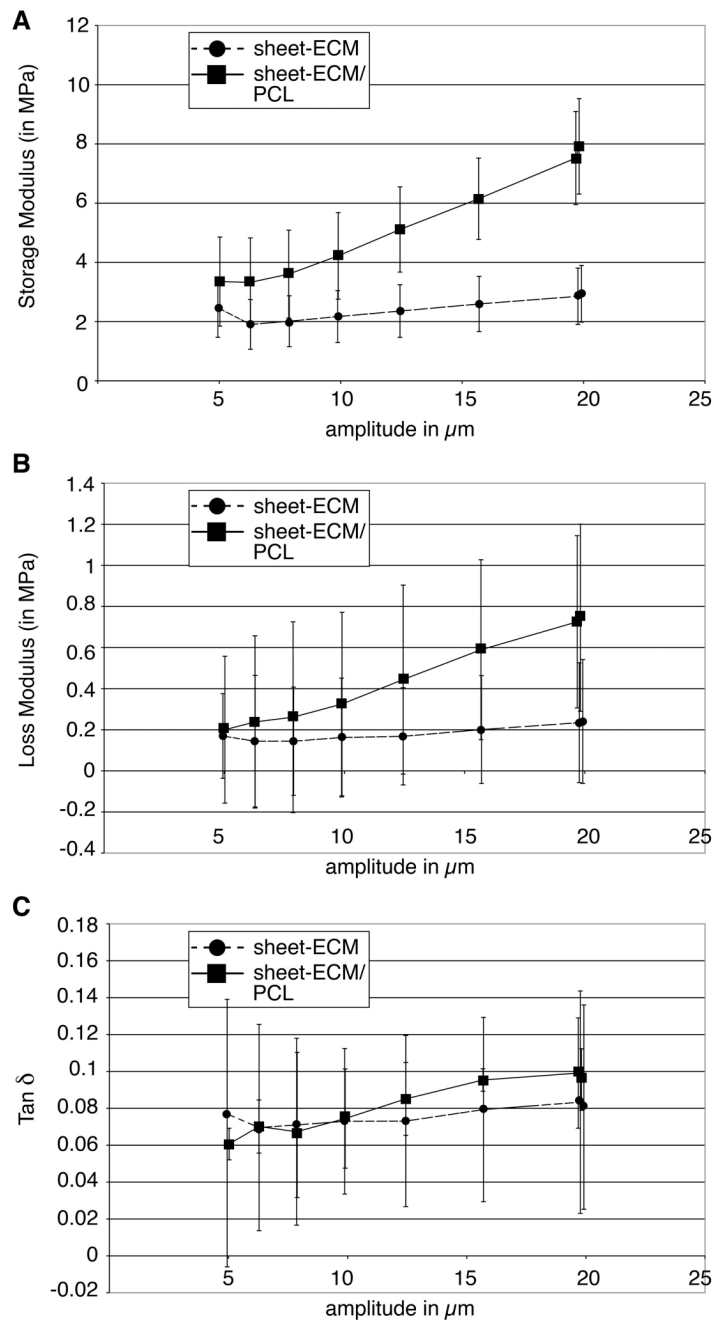 A
12
10
8
6
4
2
0
Storage Modulus (in MPa)
sheet-ECM
sheet-ECM/
PCL
5 10 15 20 25
amplitude in µm
B
1.4
1.2
1
0.8
0.6
0.4
0.2
0
-0.2
-0.4
Loss Modulus (in MPa)
sheet-ECM
sheet-ECM/
PCL
5 10 15 20 25
amplitude in µm
C
0.18
0.16
0.14
0.12
0.1
0.08
0.06
0.04
0.02
0
-0.02
Tan δ
sheet-ECM
sheet-ECM/
PCL
5 10 15 20 25
amplitude in µm